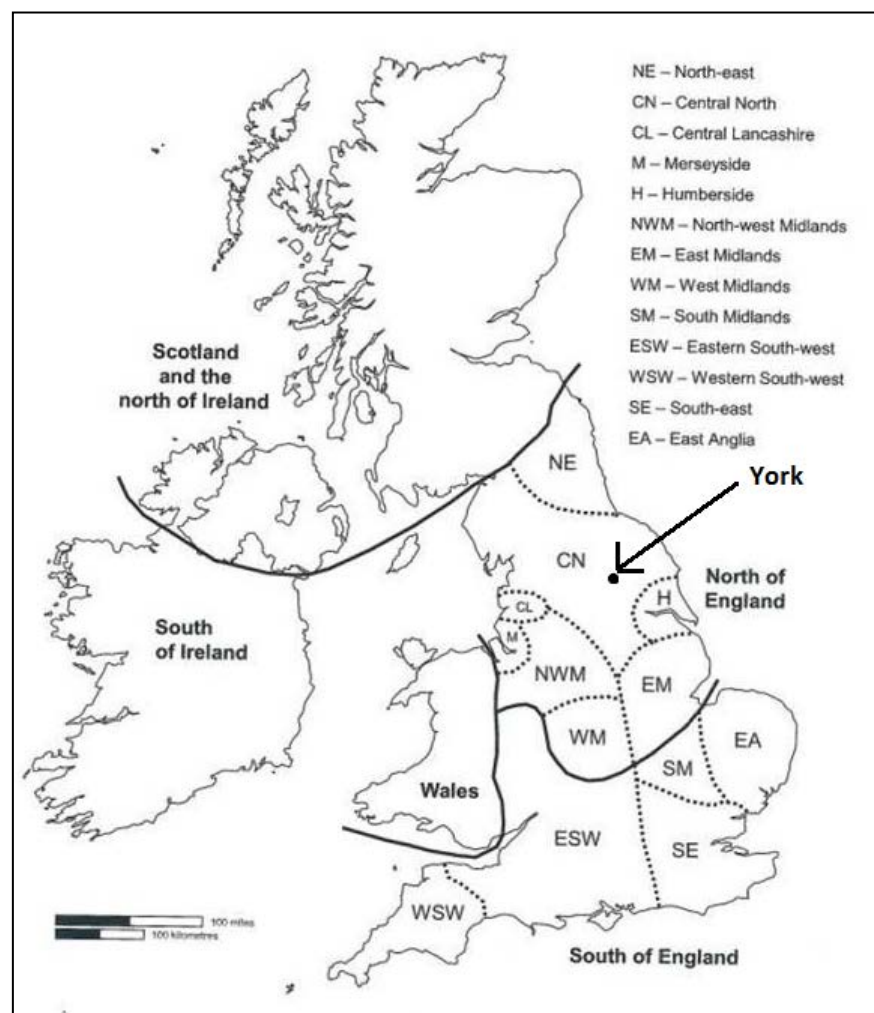 NE – North-east
CN – Central North
CL – Central Lancashire
M – Merseyside
H – Humberside
NWM – North-west Midlands
EM – East Midlands
WM – West Midlands
SM – South Midlands
ESW – Eastern South-west
WSW – Western South-west
SE – South-east
EA – East Anglia
Scotland
and the
north of Ireland
NE
York
CN
North of
England
H
CL
South
of Ireland
M
NWM
EM
WM
EA
SM
Wales
ESW
SE
WSW
100 miles
100 kilometres
South of England